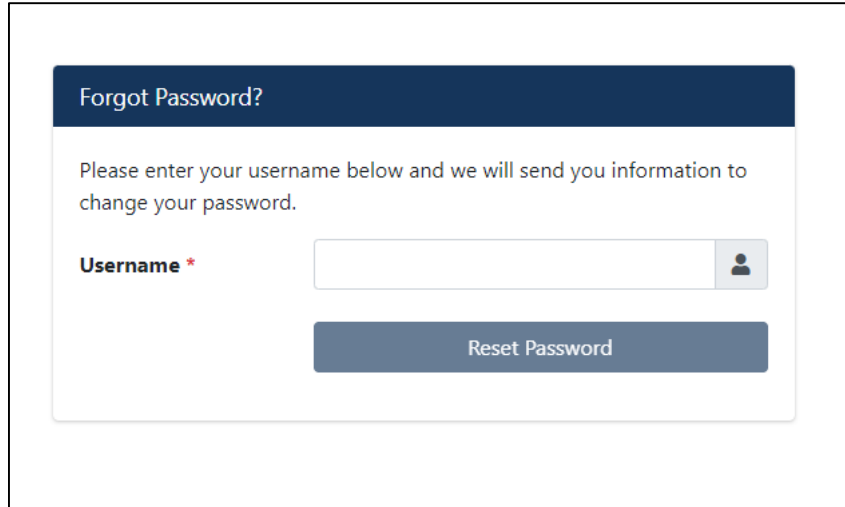 Forgot Password?
Please enter your username below and we will send you information to
change your password.
Username *
Reset Password